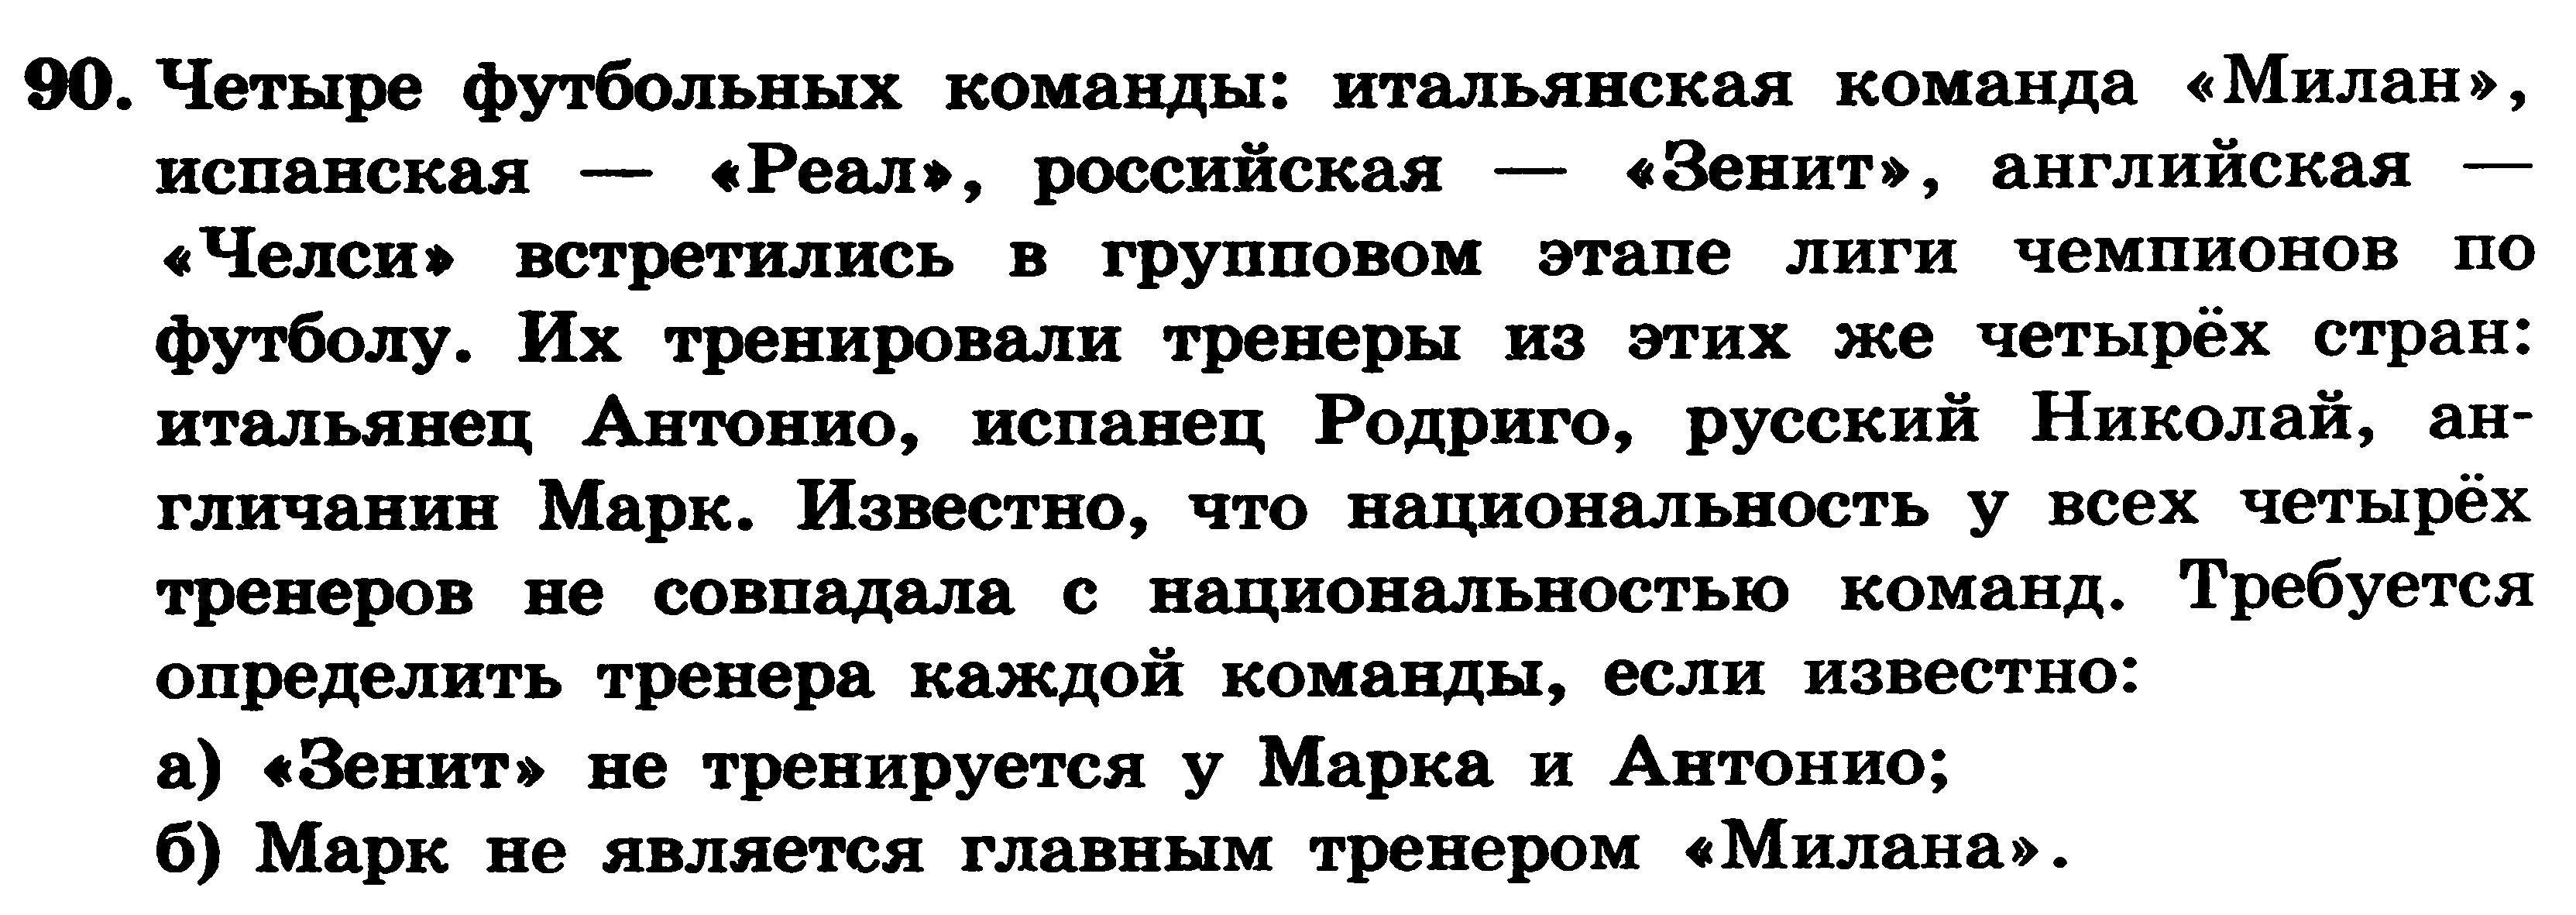 90. Четыре футбольных команды: итальянская команда «Милан»,
испанская — «Реал», российская — «Зенит», английская —
«Челси» встретились в групповом этапе лиги чемпионов по
футболу. Их тренировали тренеры из этих же четырёх стран:
итальянец Антонио, испанец Родриго, русский Николай, ан-
гличанин Марк. Известно, что национальность у всех четырёх
тренеров не совпадала с национальностью команд. Требуется
определить тренера каждой команды, если известно:
а) «Зенит» не тренируется у Марка и Антонио;
б) Марк не является главным тренером «Милана».